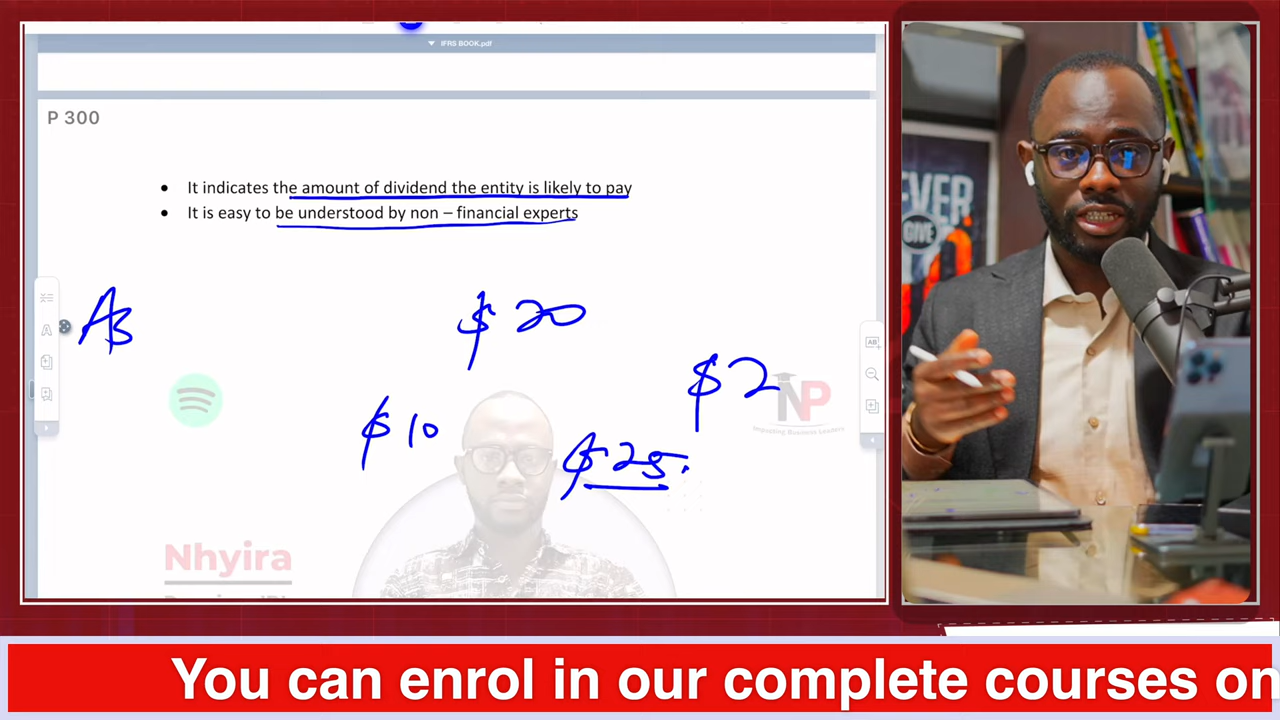 IFRS BOOK.pdf
P 300
• It indicates the amount of dividend the entity is likely to pay
• It is easy to be understood by non – financial experts
AB
$20
$2
$10
$25.
NP
Impacting Business Leaders
Nhyira
EVER
GIVE
You can enrol in our complete courses on